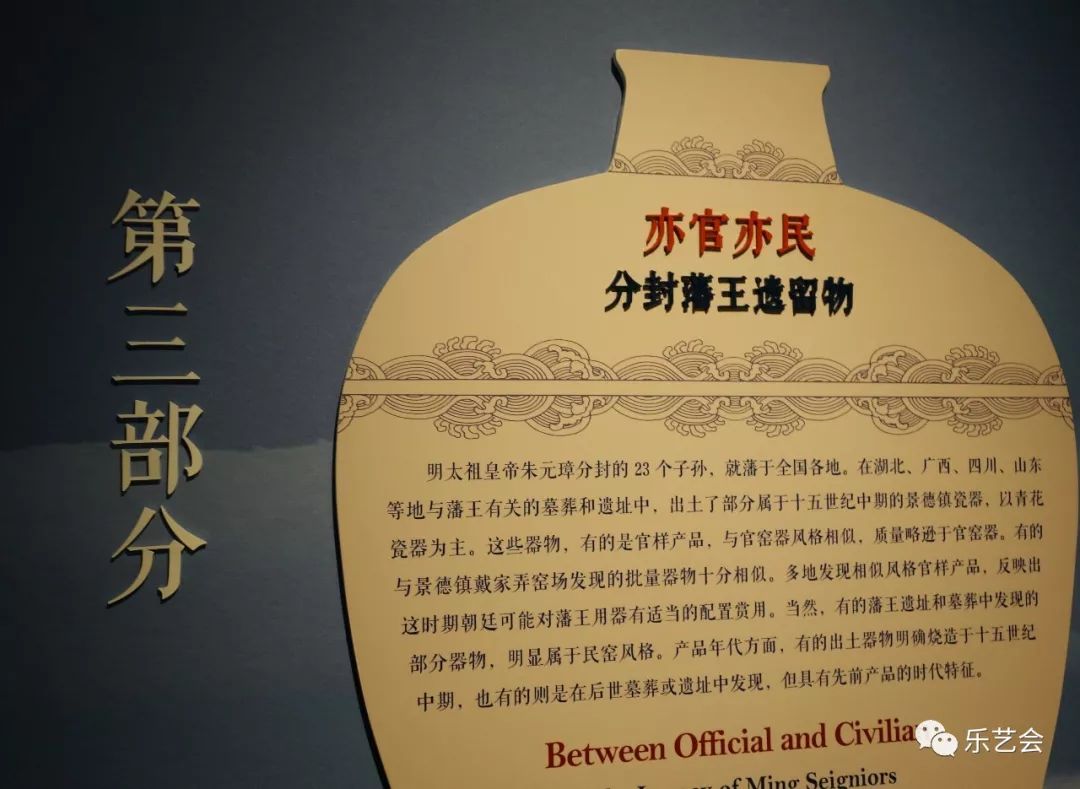 第三部分
亦官亦民
分封藩王遗留物
明太祖皇帝朱元璋分封的23个子孙，就藩于全国各地。在湖北、广西、四川、山东
等地与藩王有关的墓葬和遗址中，出土了部分属于十五世纪中期的景德镇瓷器，以青花
瓷器为主。这些器物，有的是官样产品，与官窑器风格相似，质量略逊于官窑器。有的
与景德镇戴家弄窑场发现的批量器物十分相似。多地发现相似风格官样产品，反映出
这时期朝廷可能对藩王用器有适当的配置赏用。当然，有的藩王遗址和墓葬中发现的
部分器物，明显属于民窑风格。产品年代方面，有的出土器物明确烧造于十五世纪
中期，也有的则是在后世墓葬或遗址中发现，但具有先前产品的时代特征。
Between Official and Civilia
of Ming Seigniors
乐艺会